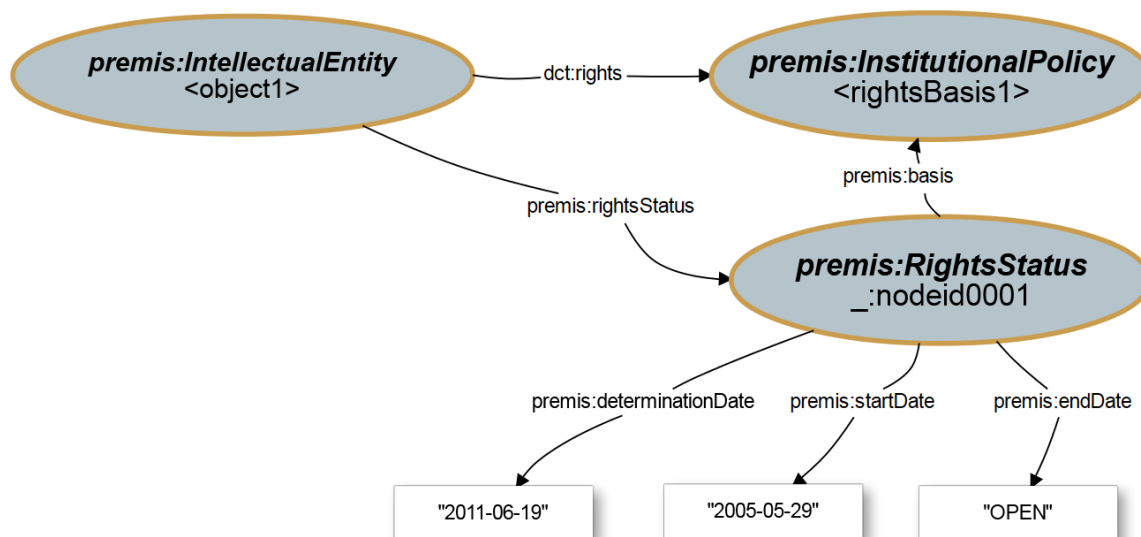 premis:IntellectualEntity
<object1>
dct:rights
premis:InstitutionalPolicy
<rightsBasis1>
premis:basis
premis:rightsStatus
premis:RightsStatus
_:nodeid0001
premis:determinationDate
premis:startDate
premis:endDate
"2011-06-19"
"2005-05-29"
"OPEN"